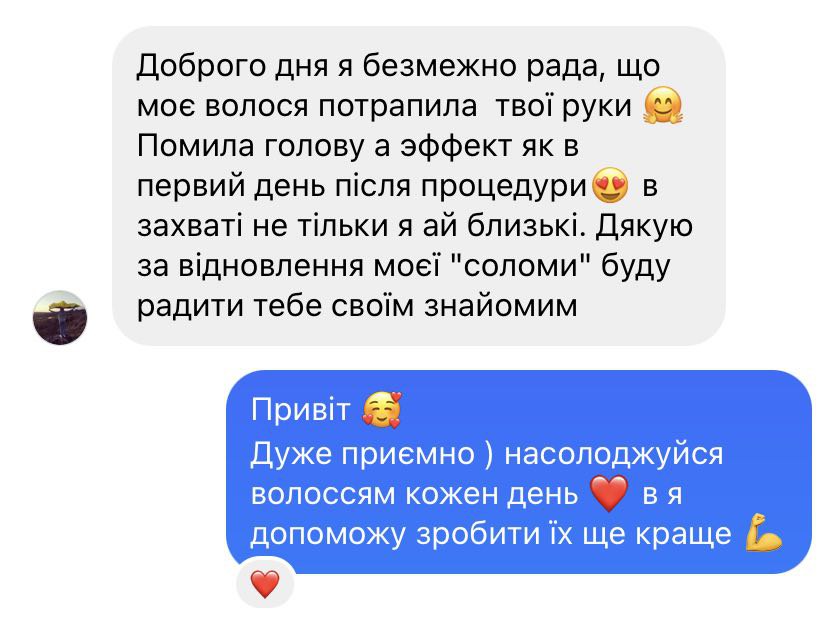 Доброго дня я безмежно рада, що
моє волося потрапила  твої руки 🤗
Помила голову а эффект як в
первий день після процедури😍 в
захваті не тільки я ай близькі. Дякую
за відновлення моєї "соломи" буду
радити тебе своїм знайомим
Привіт 🥰
Дуже приємно ) насолоджуйся
волоссям кожен день ❤️ в я
допоможу зробити їх ще краще 💪
❤️